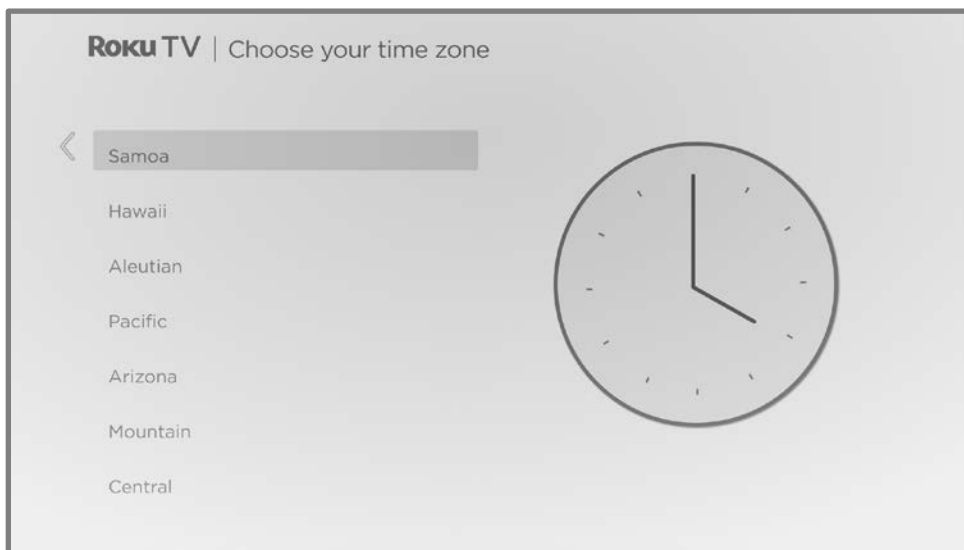 Roku TV | Choose your time zone
Samoa
Hawaii
Aleutian
Pacific
Arizona
Mountain
Central